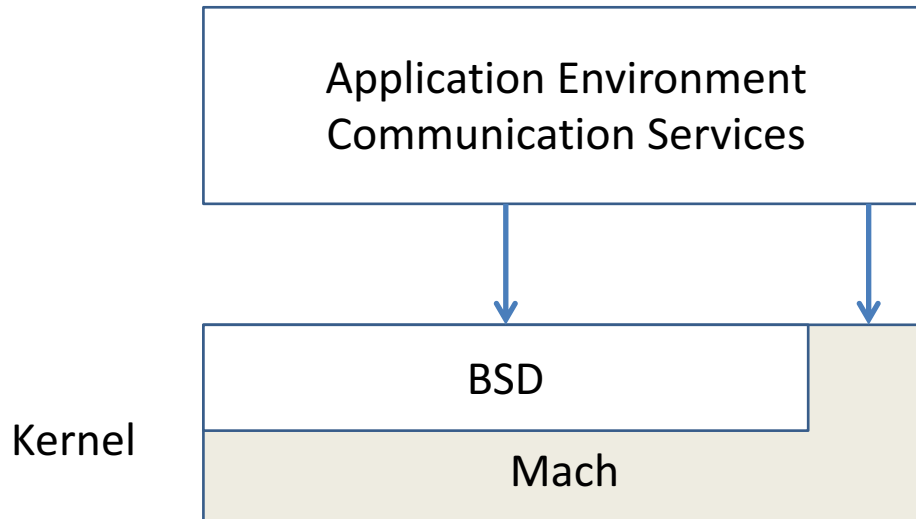 Application Environment
Communication Services
BSD
Kernel
Mach